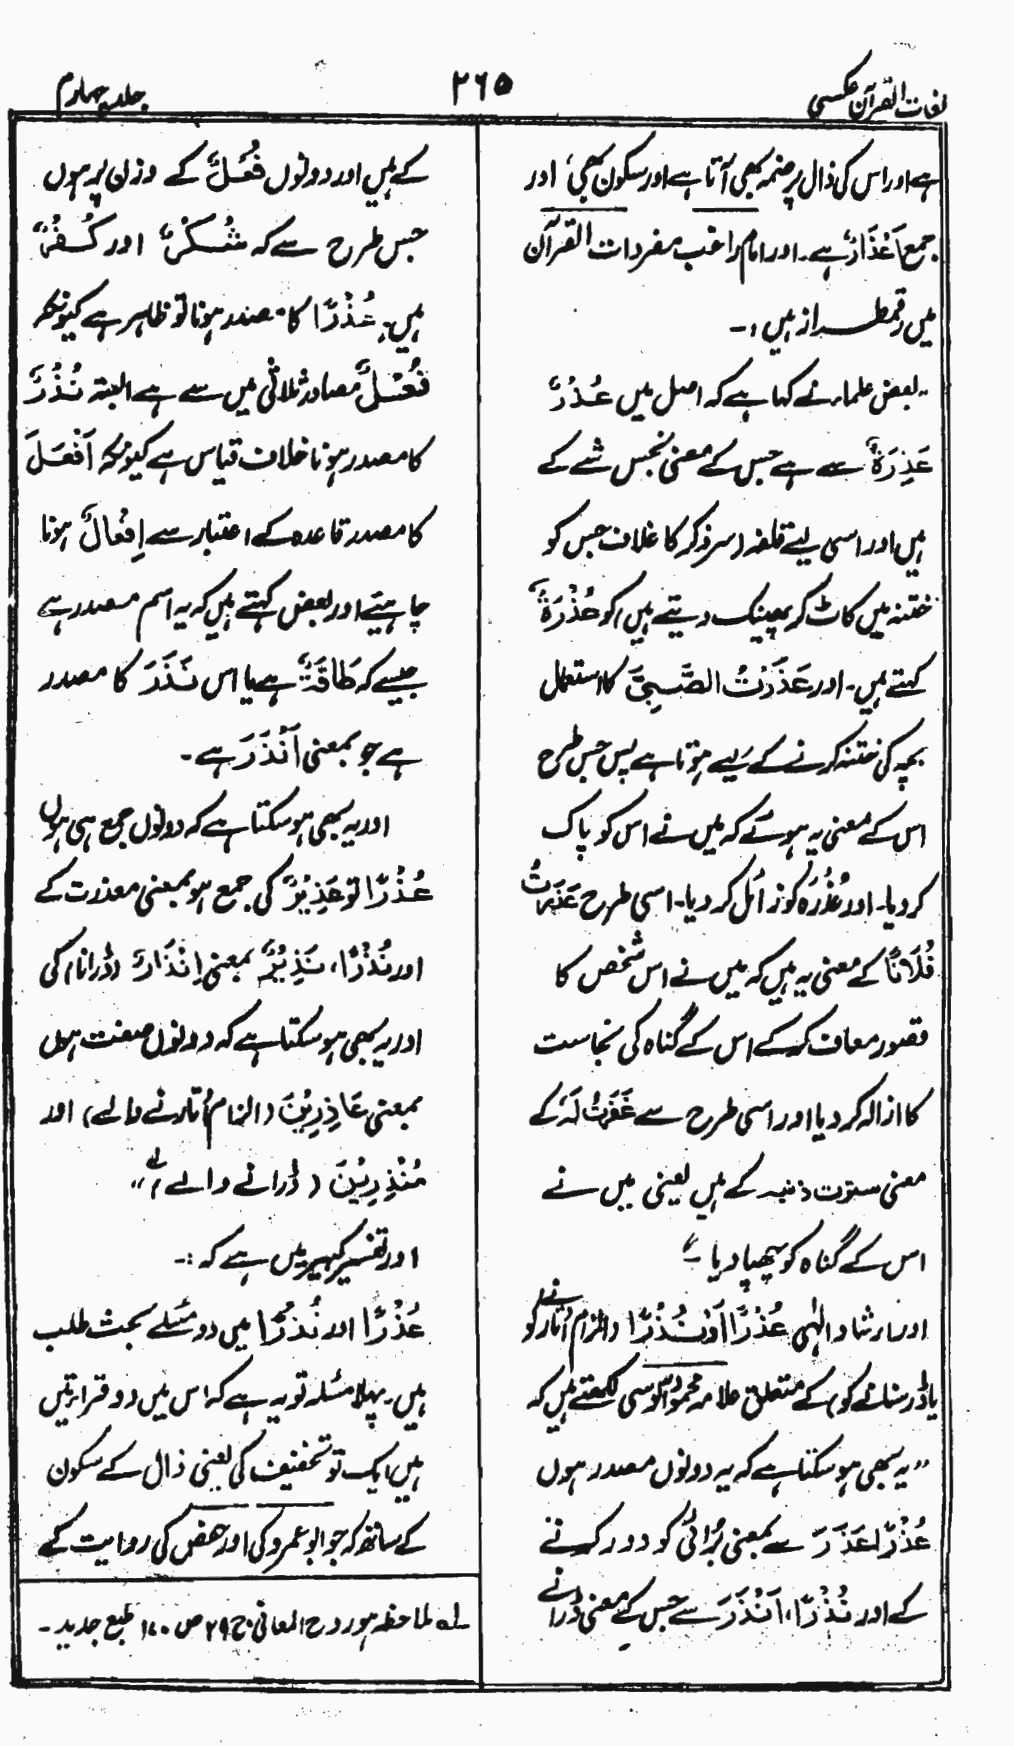 لغات القرآن عکسی
۲۶۵
جلد چہارم
ہے اور اس کی ذال پر ضمہ بھی آتا ہے اور سکون بھی، اور
جمع اَعْذَارٌ ہے۔ اور امام راغب مفردات القرآن
میں رقمطراز ہیں:۔
۔ بعض علماء نے کہا ہے کہ اصل میں عُذْرٌ
عَذِرَةٌ سے ہے جس کے معنی نجس شے کے
ہیں اور اسی لیے قلفہ (سر ذکر کا غلاف جس کو
ختنہ میں کاٹ کر پھینک دیتے ہیں) کو عُذْرَةٌ
کہتے ہیں۔ اور عَذَرْتُ الصَّبِیَّ کا استعمال
بچہ کی ختنہ کرنے کے لیے ہوتا ہے پس جس طرح
اس کے معنی یہ ہوئے کہ میں نے اس کو پاک
کر دیا۔ اور عُذْرَہ کو زائل کر دیا۔ اسی طرح عَذَرْتُ
فُلَانًا کے معنی یہ ہیں کہ میں نے اس شخص کا
قصور معاف کر کے اس کے گناہ کی نجاست
کا ازالہ کر دیا اور اسی طرح سے غَفَرْتُ لَہٗ کے
معنی سترت ذنبہ کے ہیں یعنی میں نے
اس کے گناہ کو چھپا دیا۔"
اور ارشاد الٰہی عُذْرًا اَوْ نُذْرًا (الزام اتارنے کو
یا ڈر سنانے کو) کے متعلق علامہ محمود آلوسی لکھتے ہیں کہ
"یہ بھی ہو سکتا ہے کہ یہ دونوں مصدر ہوں
عُذْرًا عَذَرَ سے بمعنی بُرائی کو دور کرنے
کے اور نُذْرًا، اَنْذَرَ سے جس کے معنی ڈرانے
کے ہیں اور دونوں فُعْلٌ کے وزن پر ہوں
جس طرح سے کہ شُکْرٌ اور کُفْرٌ
ہیں۔ عُذْرًا کا مصدر ہونا تو ظاہر ہے کیونکہ
فُعْلٌ مصادر ثلاثی میں سے ہے البتہ نُذْرٌ
کا مصدر ہونا خلاف قیاس ہے کیونکہ اَفْعَلَ
کا مصدر قاعدہ کے اعتبار سے اِفْعَالٌ ہونا
چاہیئے اور بعض کہتے ہیں کہ یہ اسم مصدر ہے
جیسے کہ طَاقَةٌ ہے یا اس نَذَرَ کا مصدر
ہے جو بمعنی اَنْذَرَ ہے۔
اور یہ بھی ہو سکتا ہے کہ دونوں جمع ہی ہوں
عُذْرًا تو عَذِیْرٌ کی جمع ہو بمعنی معذرت کے
اور نُذْرًا، نَذِیْرٌ بمعنی اِنْذَارٌ (ڈرانا) کی
اور یہ بھی ہو سکتا ہے کہ دونوں صفت ہوں
بمعنی عَاذِرِیْنَ (الزام اُتارنے والے) اور
مُنْذِرِیْنَ (ڈرانے والے) لے"
اور تفسیر کبیر میں ہے کہ:۔
عُذْرًا اور نُذْرًا میں دو مسئلے بحث طلب
ہیں۔ پہلا مسئلہ تو یہ ہے کہ اس میں دو قرائتیں
ہیں، ایک تو تخفیف کی یعنی ذال کے سکون
کے ساتھ کہ جو ابو عمرو کی اور حفص کی روایت کے
لے ملاحظہ ہو روح المعانی ج ۲۹ ص ۱۷۰ طبع جدید۔